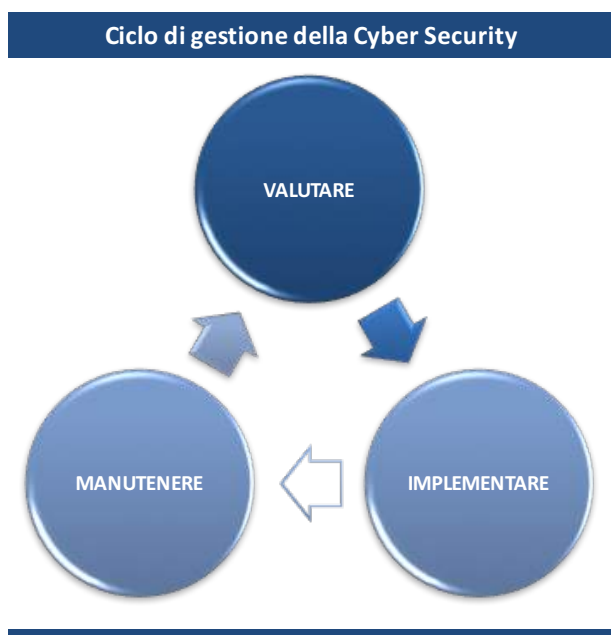 Ciclo di gestione della Cyber Security
VALUTARE
MANUTENERE
IMPLEMENTARE